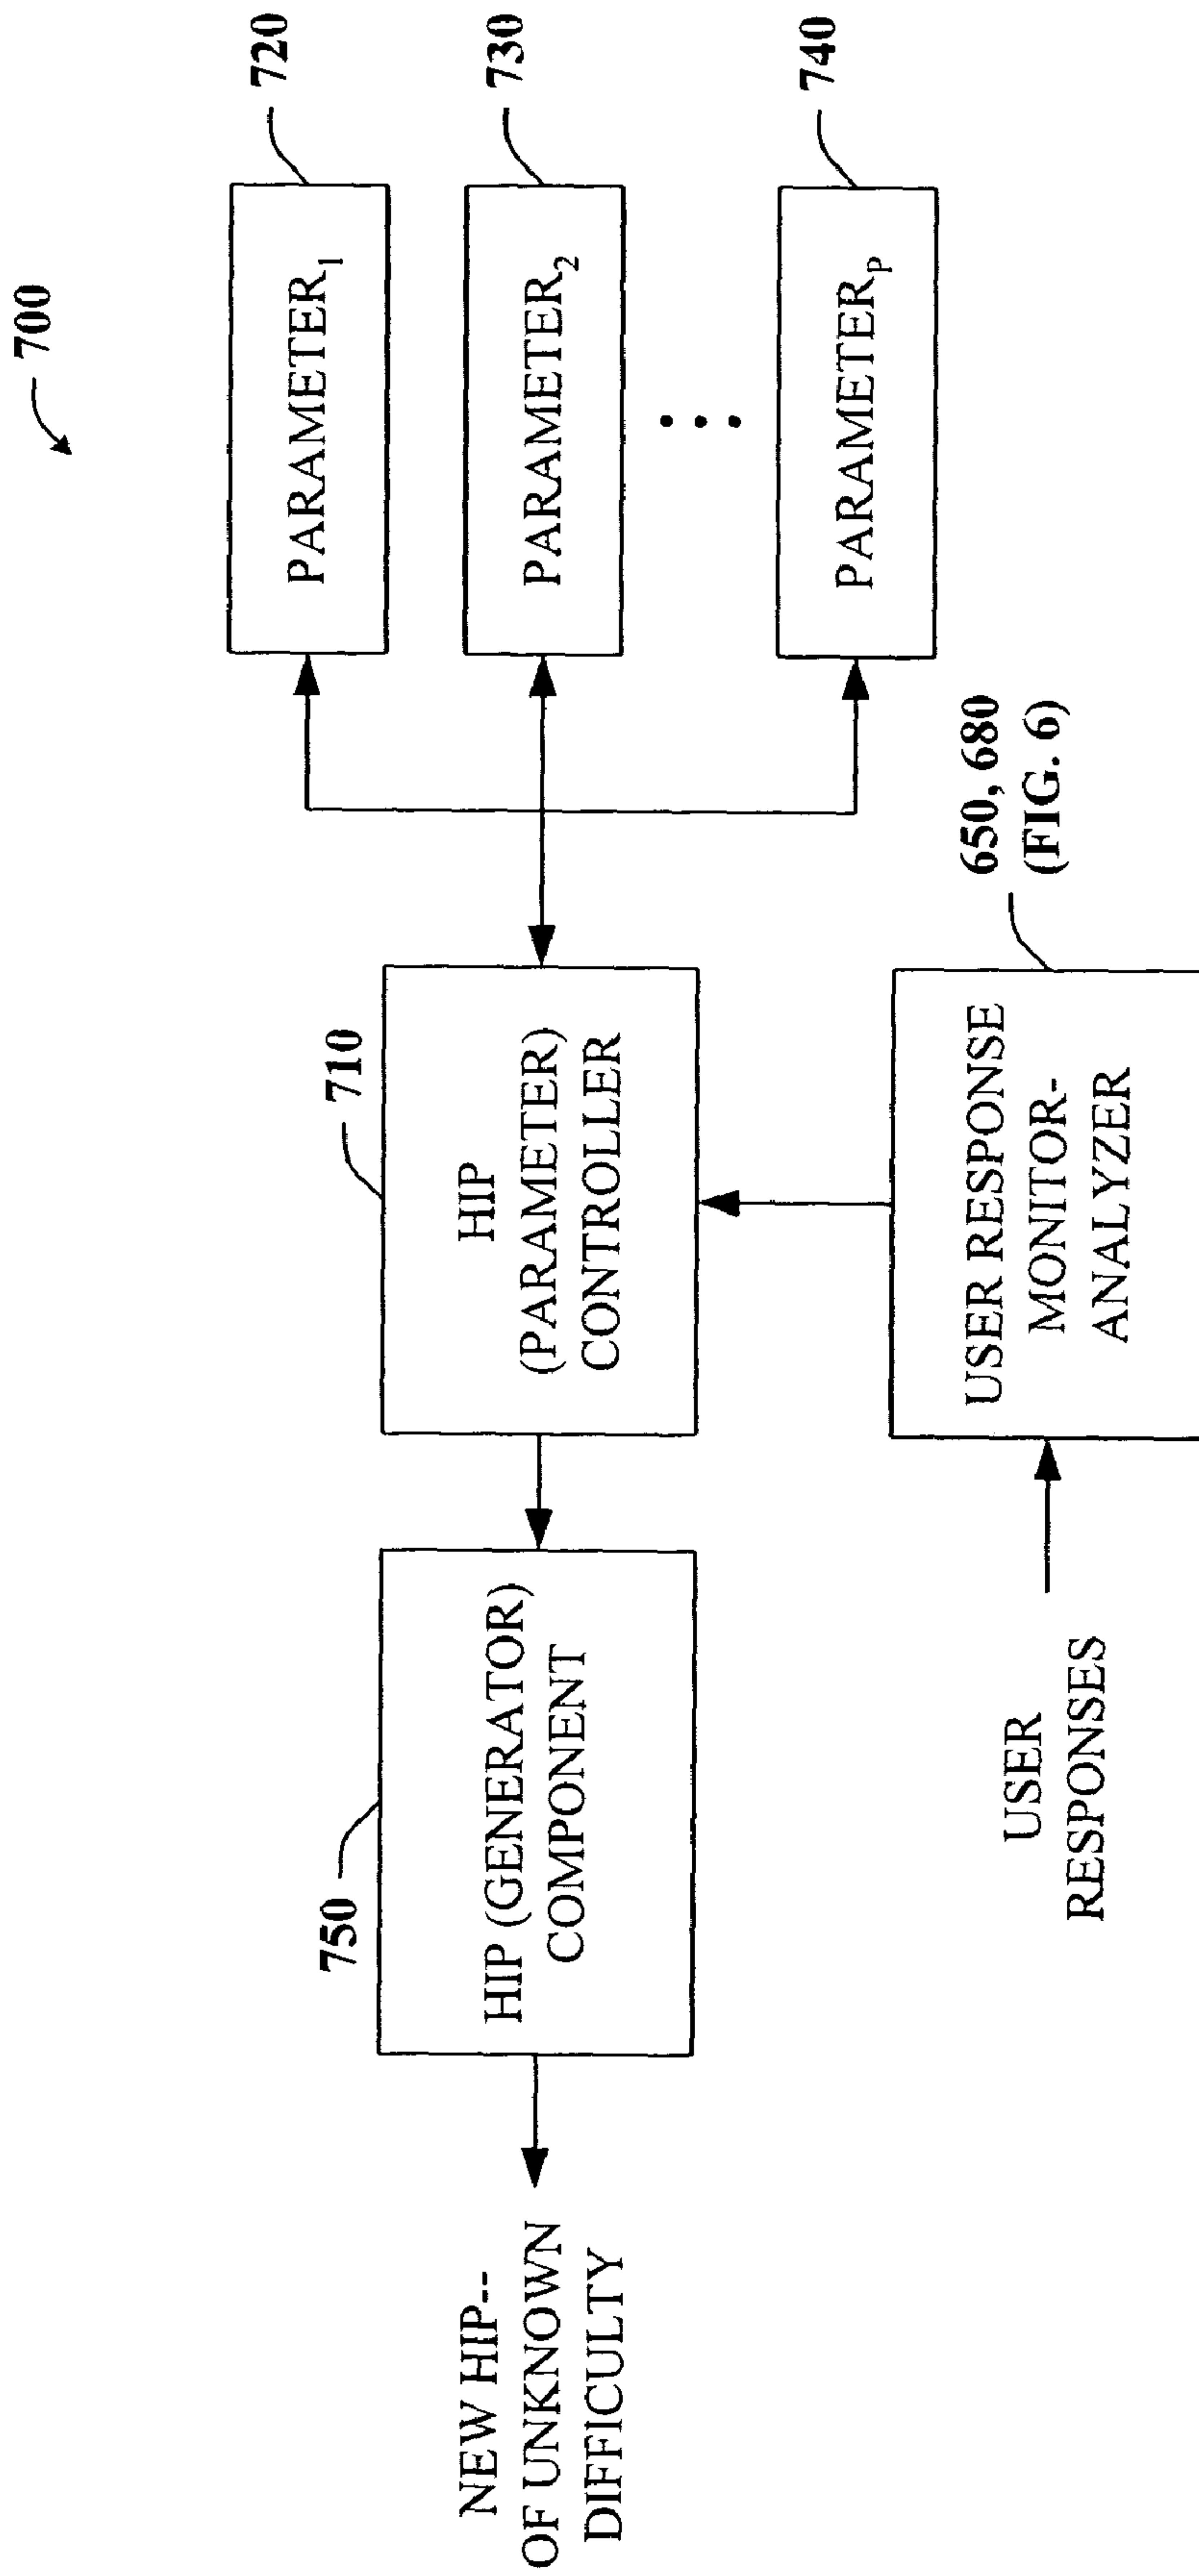 700
720
PARAMETER1
730
PARAMETER2
740
PARAMETERP
710
HIP
(PARAMETER)
CONTROLLER
750
HIP (GENERATOR)
COMPONENT
NEW HIP--
OF UNKNOWN
DIFFICULTY
650, 680
(FIG. 6)
USER RESPONSE
MONITOR-
ANALYZER
USER
RESPONSES